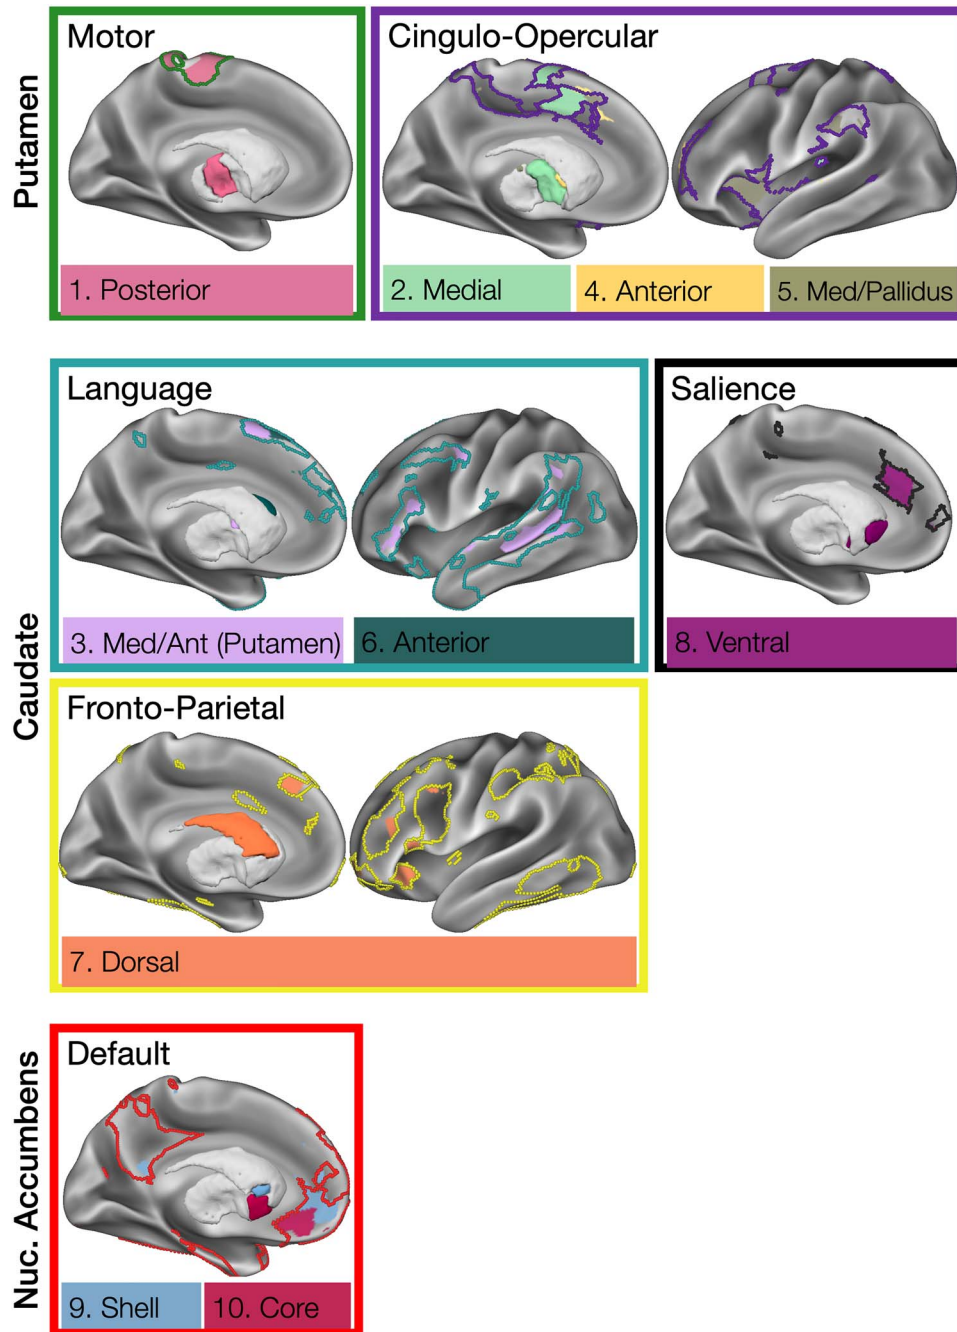 Putamen
Motor
1. Posterior
Cingulo-Opercular
2. Medial
4. Anterior
5. Med/Pallidus
Caudate
Language
3. Med/Ant (Putamen)
6. Anterior
Salience
8. Ventral
Fronto-Parietal
7. Dorsal
Nuc. Accumbens
Default
9. Shell
10. Core